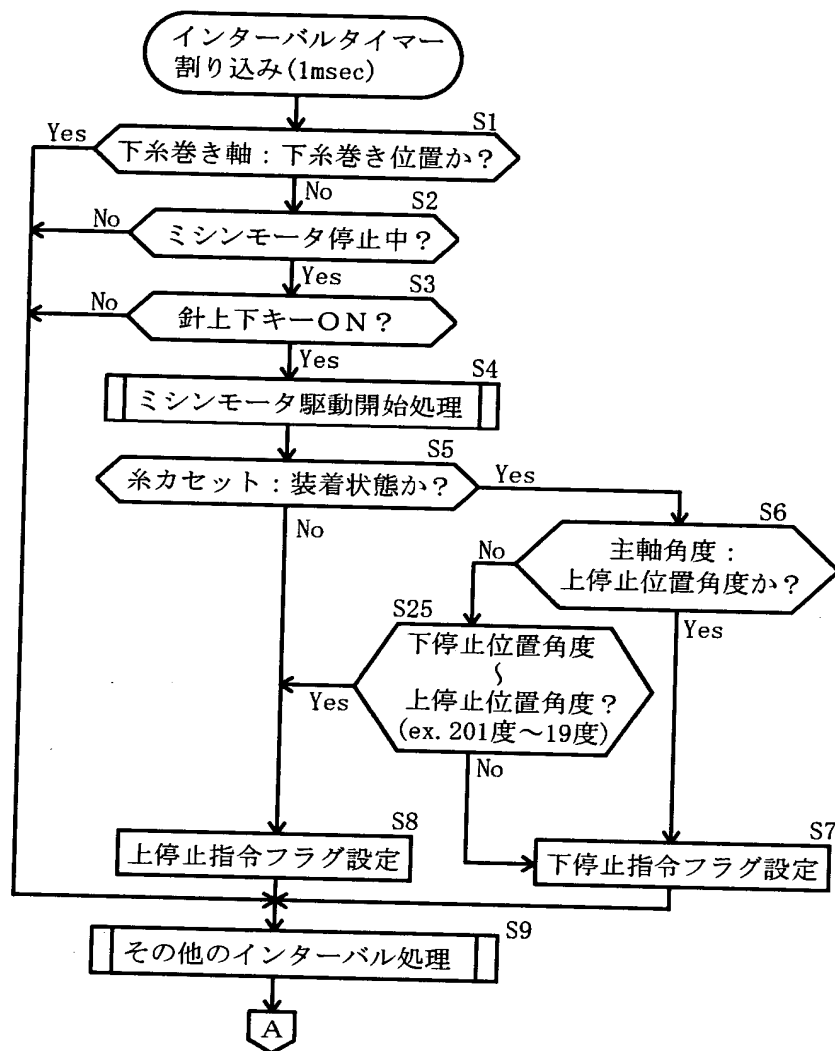 インターバルタイマー
割り込み(1msec)
S1
Yes
下糸巻き軸：下糸巻き位置か？
No
S2
No
ミシンモータ停止中？
Yes
S3
No
針上下キーＯＮ？
Yes
S4
ミシンモータ駆動開始処理
S5
糸カセット：装着状態か？
Yes
No
S6
主軸角度：
上停止位置角度か？
No
Yes
S25
下停止位置角度
～
上停止位置角度？
(ex.201度～19度)
Yes
No
S8
上停止指令フラグ設定
S7
下停止指令フラグ設定
S9
その他のインターバル処理
A